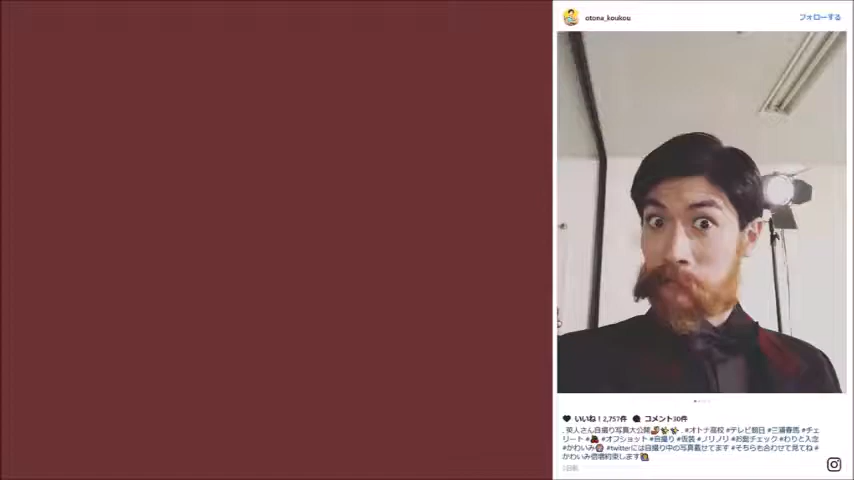 otona_koukou
フォローする
いいね！2,757件 コメント30件
. 英人さん自撮り写真大公開 . #オトナ高校 #テレビ朝日 #三浦春馬 #チェ
リート # #オフショット #自撮り #仮装 #ノリノリ #お髭チェック #わりと入念
#かわいみ #twitterには自撮り中の写真載せてます #そちらも合わせて見てね #
かわいみ倍増約束します